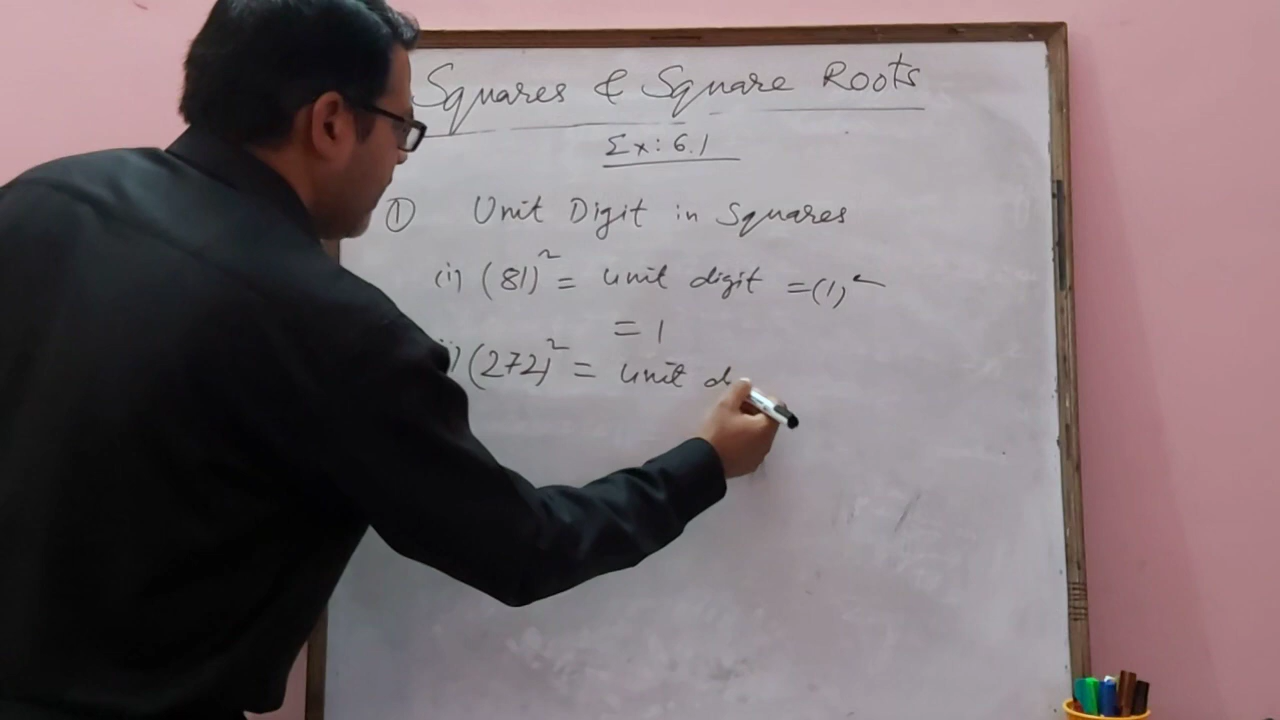 Squares & Square Roots
Ex: 6.1
① Unit Digit in Squares
(i) (81)² = unit digit = (1)²
= 1
i) (272)² = unit d